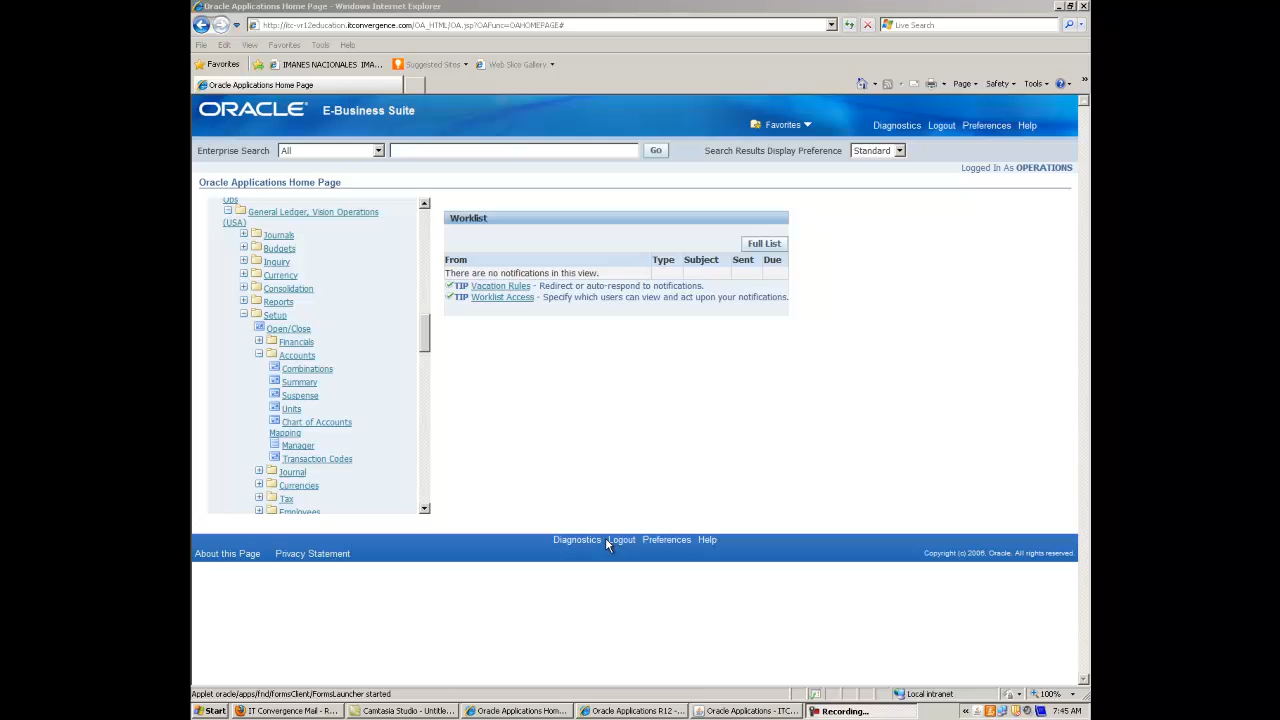 Oracle Applications Home Page - Windows Internet Explorer
http://itc-vr12education.itconvergence.com/OA_HTML/OA.jsp?OAFunc=OAHOMEPAGE#
Live Search
File Edit View Favorites Tools Help
Favorites IMANES NACIONALES IMA... Suggested Sites Web Slice Gallery
Oracle Applications Home Page
Page Safety Tools
ORACLE E-Business Suite
Favorites Diagnostics Logout Preferences Help
Enterprise Search All Go Search Results Display Preference Standard
Logged In As OPERATIONS
Oracle Applications Home Page
Ops
General Ledger, Vision Operations
(USA)
Journals
Budgets
Inquiry
Currency
Consolidation
Reports
Setup
Open/Close
Financials
Accounts
Combinations
Summary
Suspense
Units
Chart of Accounts
Mapping
Manager
Transaction Codes
Journal
Currencies
Tax
Employees
Worklist
Full List
From Type Subject Sent Due
There are no notifications in this view.
TIP Vacation Rules - Redirect or auto-respond to notifications.
TIP Worklist Access - Specify which users can view and act upon your notifications.
Diagnostics Logout Preferences Help
About this Page Privacy Statement Copyright (c) 2006, Oracle. All rights reserved.
Applet oracle/apps/fnd/formsClient/FormsLauncher started
Local intranet 100%
Start IT Convergence Mail - R... Camtasia Studio - Untitle... Oracle Applications Hom... Oracle Applications R12 -... Oracle Applications - ITC... Recording... 7:45 AM